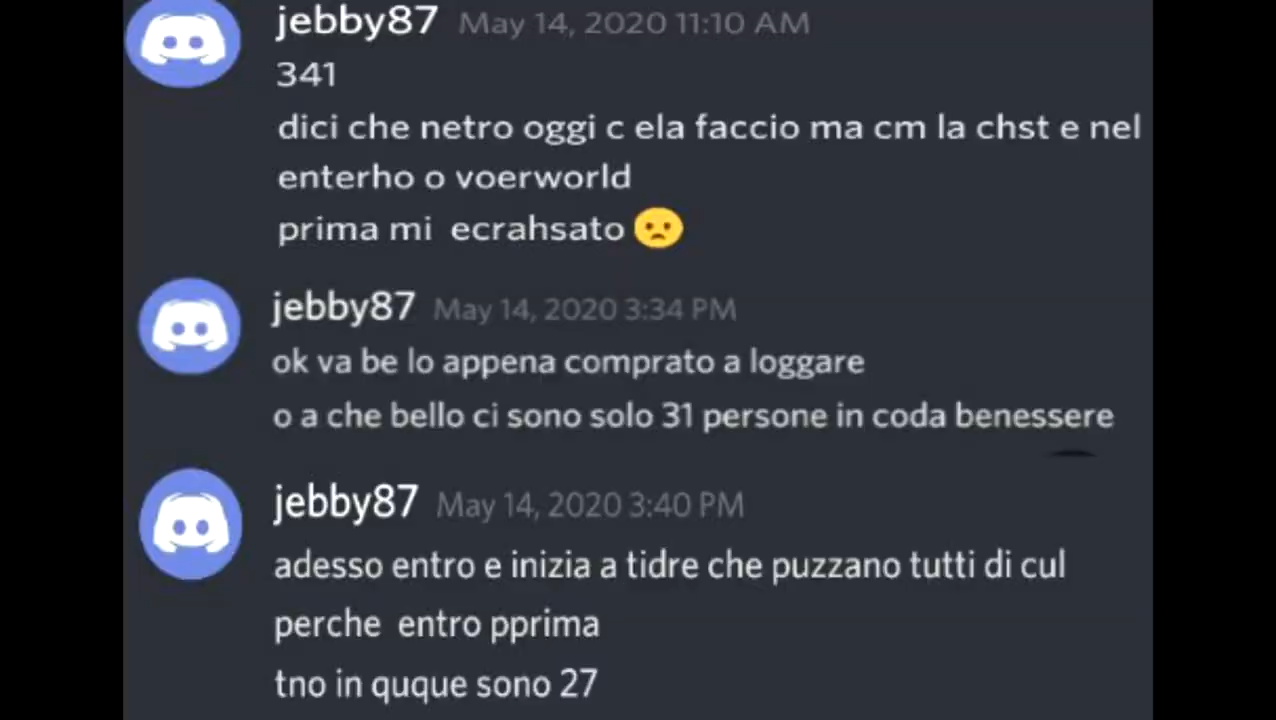 jebby87 May 14, 2020 11:10 AM
341
dici che netro oggi c ela faccio ma cm la chst e nel
enterho o voerworld
prima mi ecrahsato 😟
jebby87 May 14, 2020 3:34 PM
ok va be lo appena comprato a loggare
o a che bello ci sono solo 31 persone in coda benessere
jebby87 May 14, 2020 3:40 PM
adesso entro e inizia a tidre che puzzano tutti di cul
perche entro pprima
tno in quque sono 27